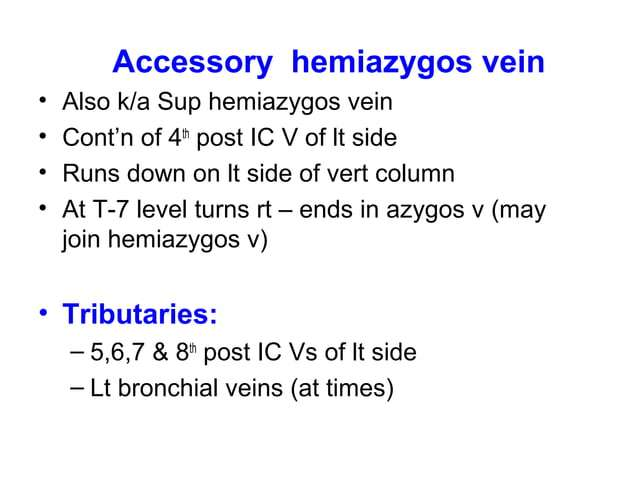 Accessory  hemiazygos vein
• Also k/a Sup hemiazygos vein
• Cont’n of 4th post IC V of lt side
• Runs down on lt side of vert column
• At T-7 level turns rt – ends in azygos v (may
join hemiazygos v)
• Tributaries:
– 5,6,7 & 8th post IC Vs of lt side
– Lt bronchial veins (at times)